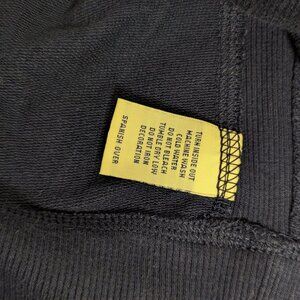 TURN INSIDE OUT
MACHINE WASH
COLD WATER
DO NOT BLEACH
TUMBLE DRY LOW/
DO NOT IRON
DECORATION
SPANISH OVER